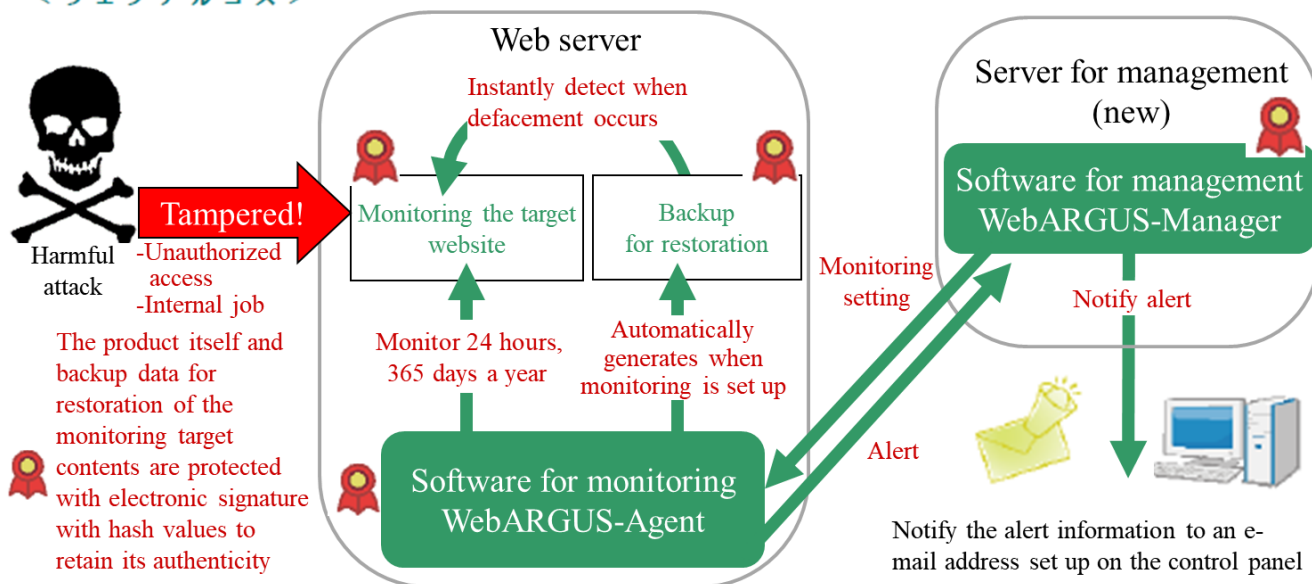 Web server
Instantly detect when
defacement occurs
Server for management
(new)
Software for management
WebARGUS-Manager
Tampered!
Harmful
attack
-Unauthorized
access
-Internal job
Monitoring the target
website
Backup
for restoration
Monitoring
setting
Notify alert
Monitor 24 hours,
365 days a year
Automatically
generates when
monitoring is set up
The product itself and
backup data for
restoration of the
monitoring target
contents are protected
with electronic signature
with hash values to
retain its authenticity
Software for monitoring
WebARGUS-Agent
Alert
Notify the alert information to an e-
mail address set up on the control panel